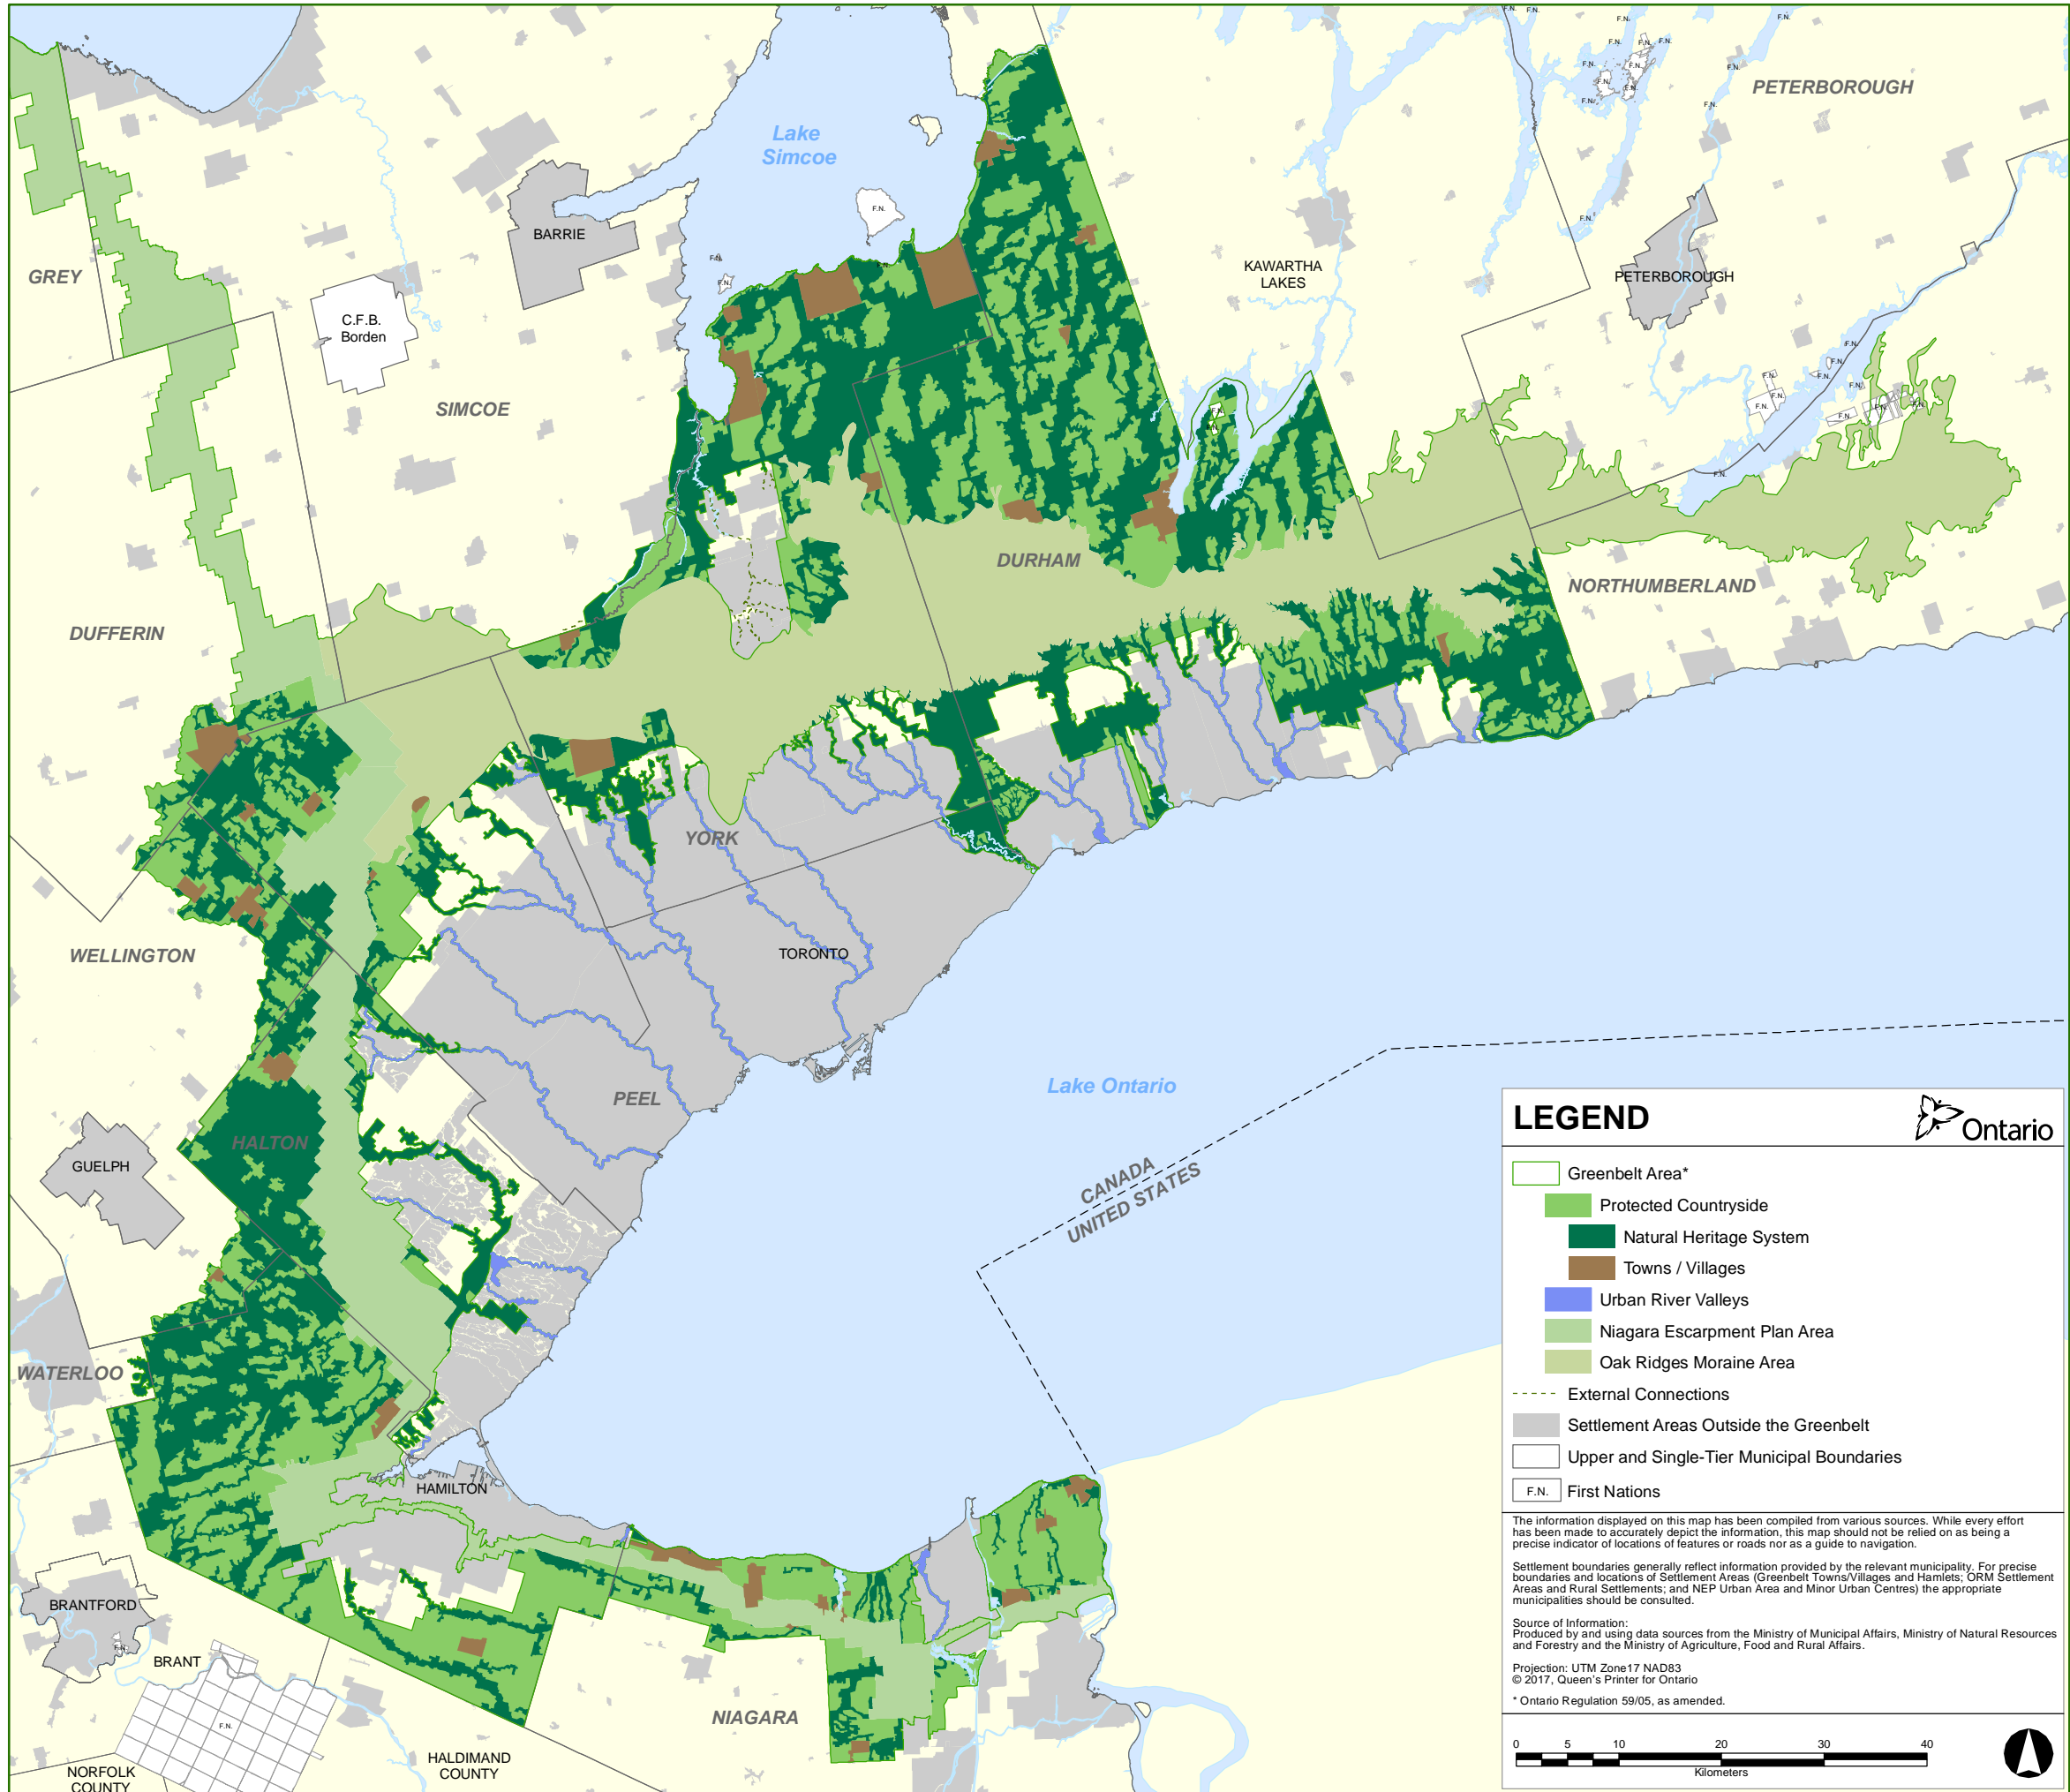 F.N.
F.N.
F.N.
F.N.
F.N.
F.N.
F.N.
F.N.
F.N.
F.N.
F.N.
F.N.
F.N.
F.N.
PETERBOROUGH
Lake
Simcoe
F.N.
F.N.
BARRIE
GREY
F.N.
F.N.
F.N.
KAWARTHA
LAKES
PETERBOROUGH
C.F.B.
Borden
F.N.
F.N.
F.N.
F.N.
F.N.
F.N.
F.N.
SIMCOE
F.N.
F.N.
F.N.
F.N.
F.N.
F.N.
DURHAM
NORTHUMBERLAND
DUFFERIN
YORK
WELLINGTON
TORONTO
Lake Ontario
PEEL
HALTON
GUELPH
CANADA
UNITED STATES
WATERLOO
HAMILTON
BRANTFORD
F.N.
BRANT
F.N.
NIAGARA
HALDIMAND
COUNTY
NORFOLK
COUNTY
LEGEND
Ontario
Greenbelt Area*
Protected Countryside
Natural Heritage System
Towns / Villages
Urban River Valleys
Niagara Escarpment Plan Area
Oak Ridges Moraine Area
External Connections
Settlement Areas Outside the Greenbelt
Upper and Single-Tier Municipal Boundaries
F.N. First Nations
The information displayed on this map has been compiled from various sources. While every effort
has been made to accurately depict the information, this map should not be relied on as being a
precise indicator of locations of features or roads nor as a guide to navigation.
Settlement boundaries generally reflect information provided by the relevant municipality. For precise
boundaries and locations of Settlement Areas (Greenbelt Towns/Villages and Hamlets; ORM Settlement
Areas and Rural Settlements; and NEP Urban Area and Minor Urban Centres) the appropriate
municipalities should be consulted.
Source of Information:
Produced by and using data sources from the Ministry of Municipal Affairs, Ministry of Natural Resources
and Forestry and the Ministry of Agriculture, Food and Rural Affairs.
Projection: UTM Zone17 NAD83
© 2017, Queen's Printer for Ontario
* Ontario Regulation 59/05, as amended.
0 5 10 20 30 40
Kilometers